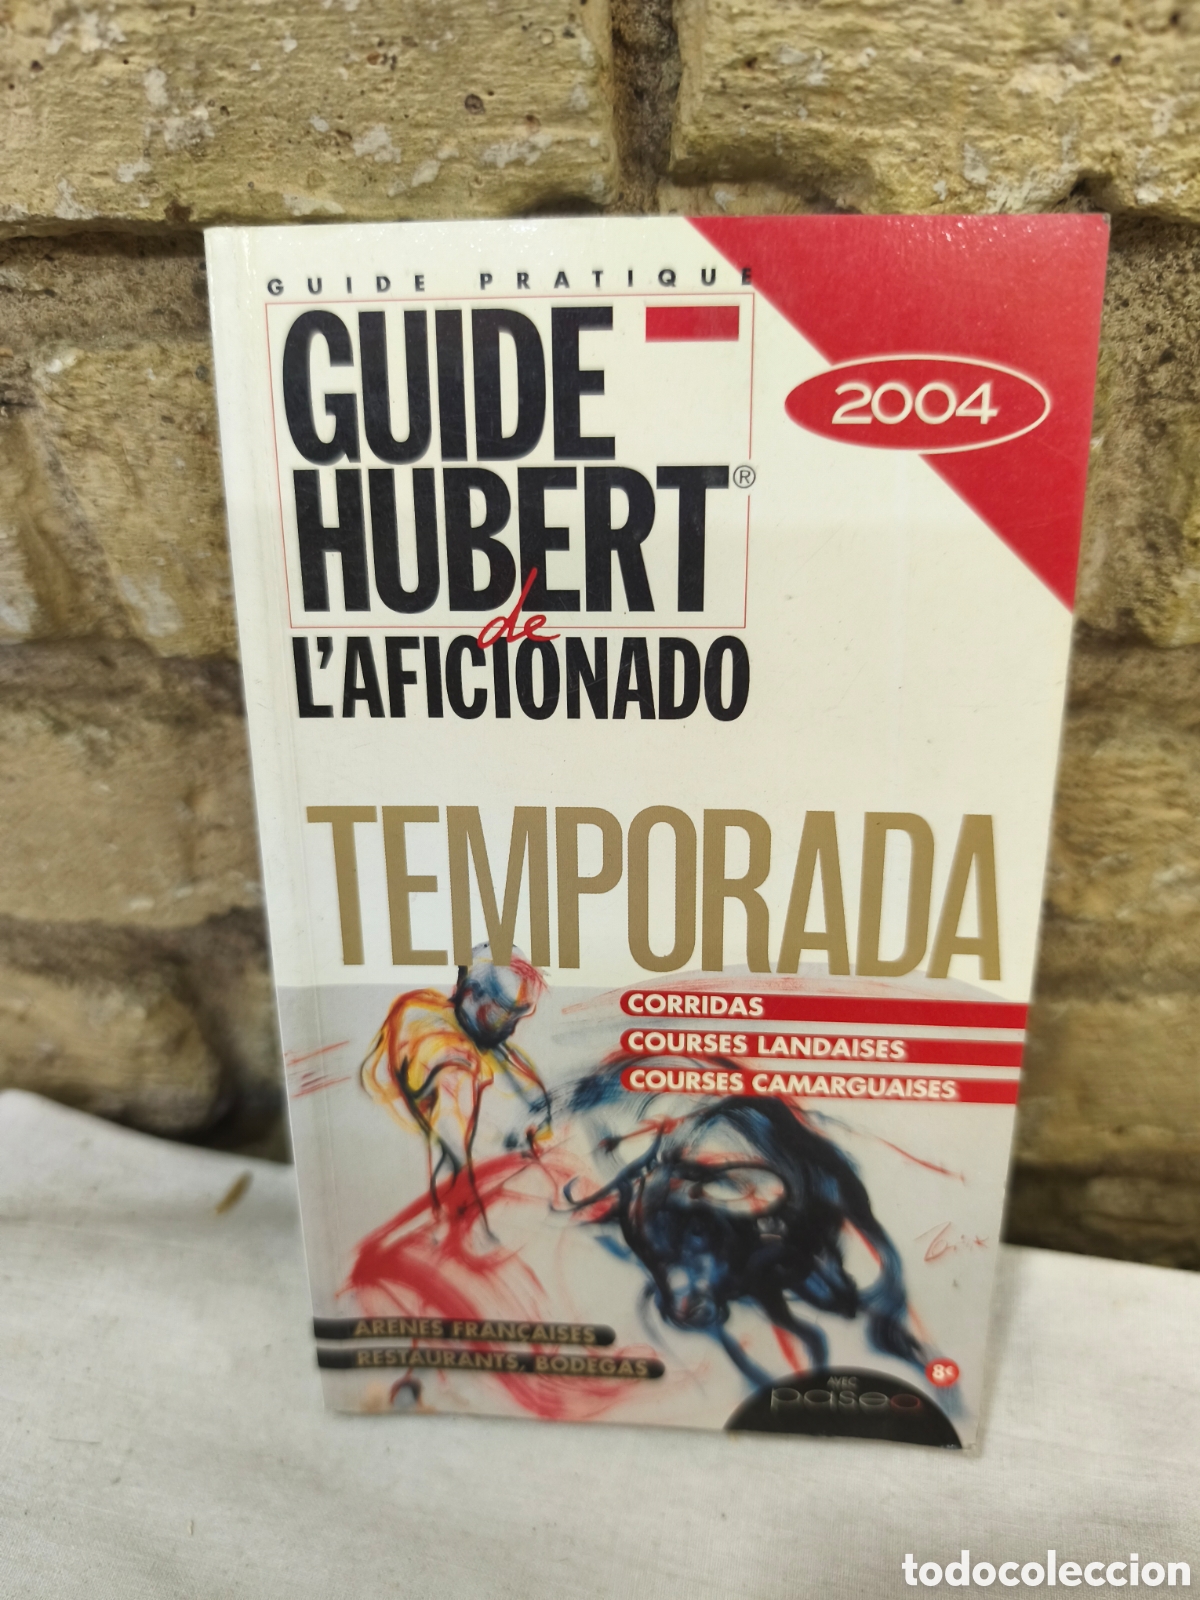 GUIDE PRATIQUE
GUIDE
HUBERT®
de
L'AFICIONADO
2004
TEMPORADA
CORRIDAS
COURSES LANDAISES
COURSES CAMARGUAISES
ARENES FRANÇAISES
RESTAURANTS, BODEGAS
8€
AVEC
paseo
todocoleccion